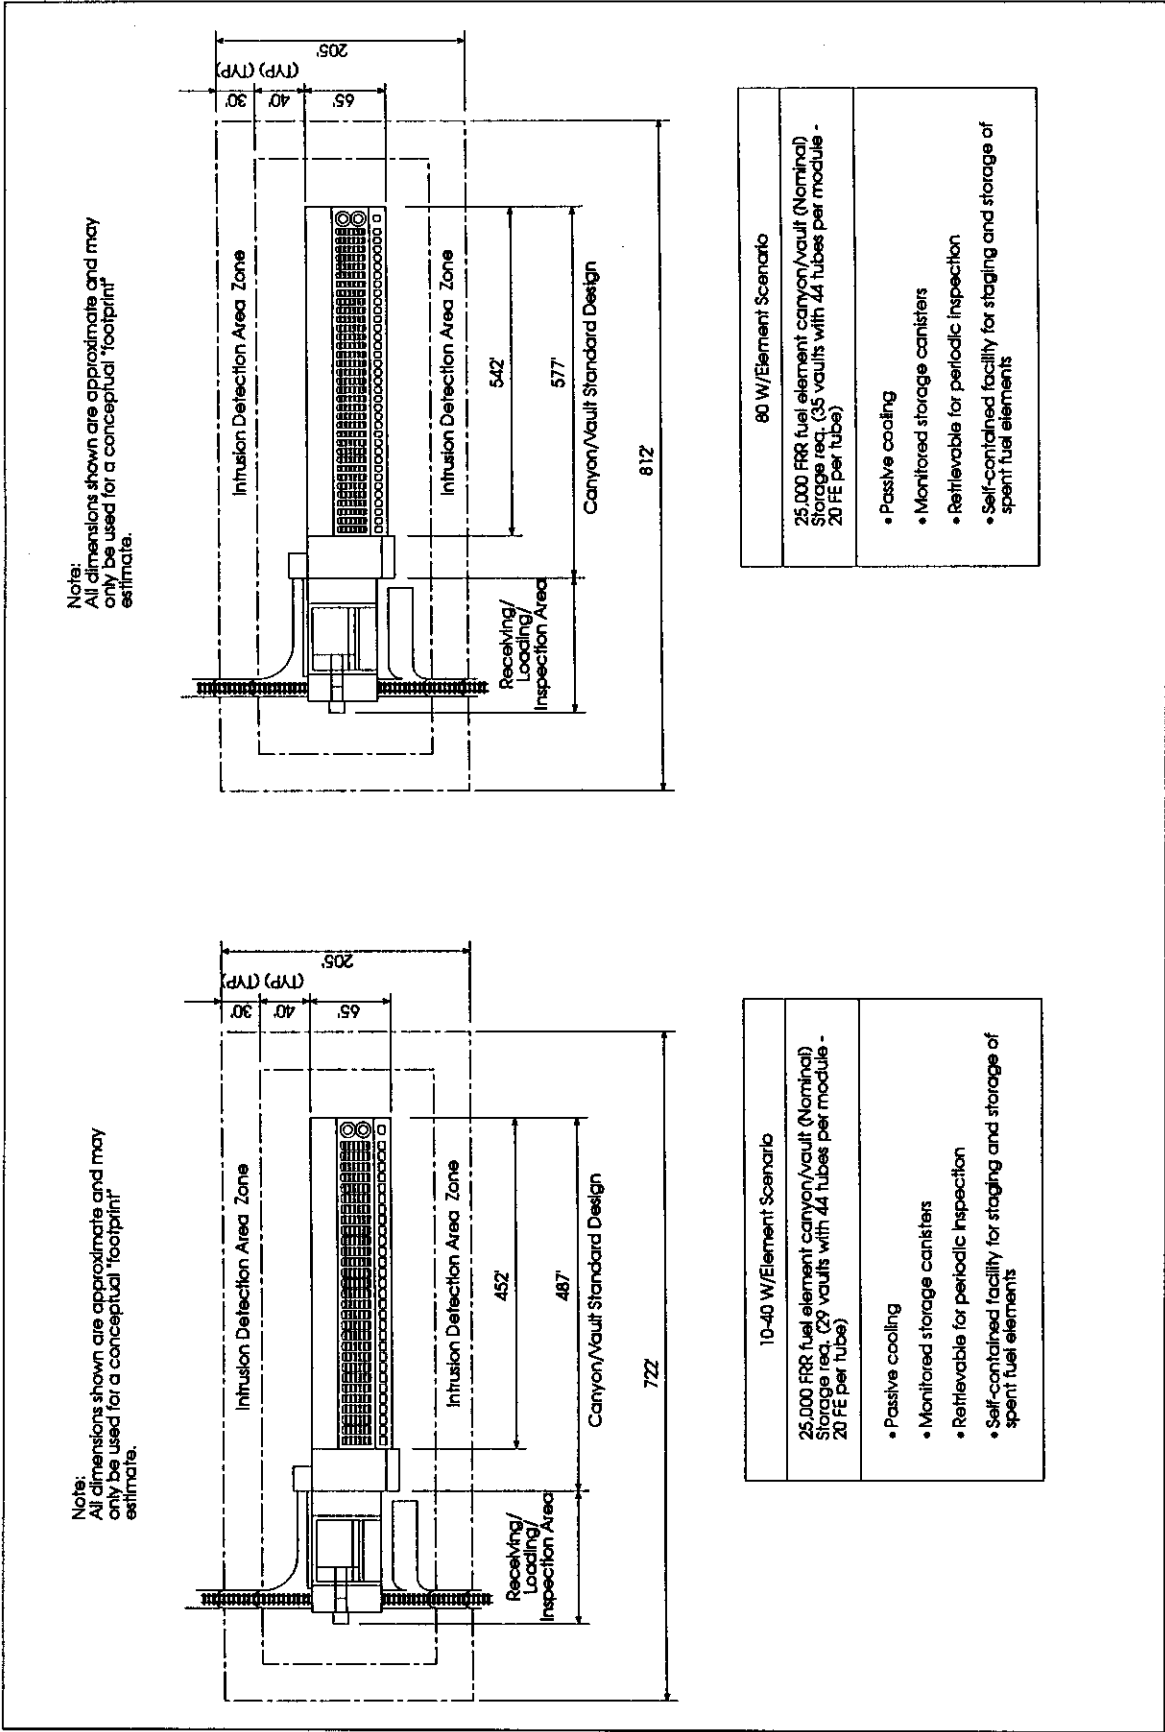 Note:
All dimensions shown are approximate and may
only be used for a conceptual "footprint"
estimate.
Intrusion Detection Area Zone
30' (TYP)
40' (TYP)
65'
205'
Intrusion Detection Area Zone
452'
487'
Receiving/
Loading/
Inspection Area
Canyon/Vault Standard Design
722'
10-40 W/Element Scenario
25,000 FRR fuel element canyon/vault (Nominal)
Storage req. (29 vaults with 44 tubes per module -
20 FE per tube)
• Passive cooling
• Monitored storage canisters
• Retrievable for periodic inspection
• Self-contained facility for staging and storage of
spent fuel elements
Note:
All dimensions shown are approximate and may
only be used for a conceptual "footprint"
estimate.
Intrusion Detection Area Zone
30' (TYP)
40' (TYP)
65'
205'
Intrusion Detection Area Zone
542'
577'
Receiving/
Loading/
Inspection Area
Canyon/Vault Standard Design
812'
80 W/Element Scenario
25,000 FRR fuel element canyon/vault (Nominal)
Storage req. (35 vaults with 44 tubes per module -
20 FE per tube)
• Passive cooling
• Monitored storage canisters
• Retrievable for periodic inspection
• Self-contained facility for staging and storage of
spent fuel elements